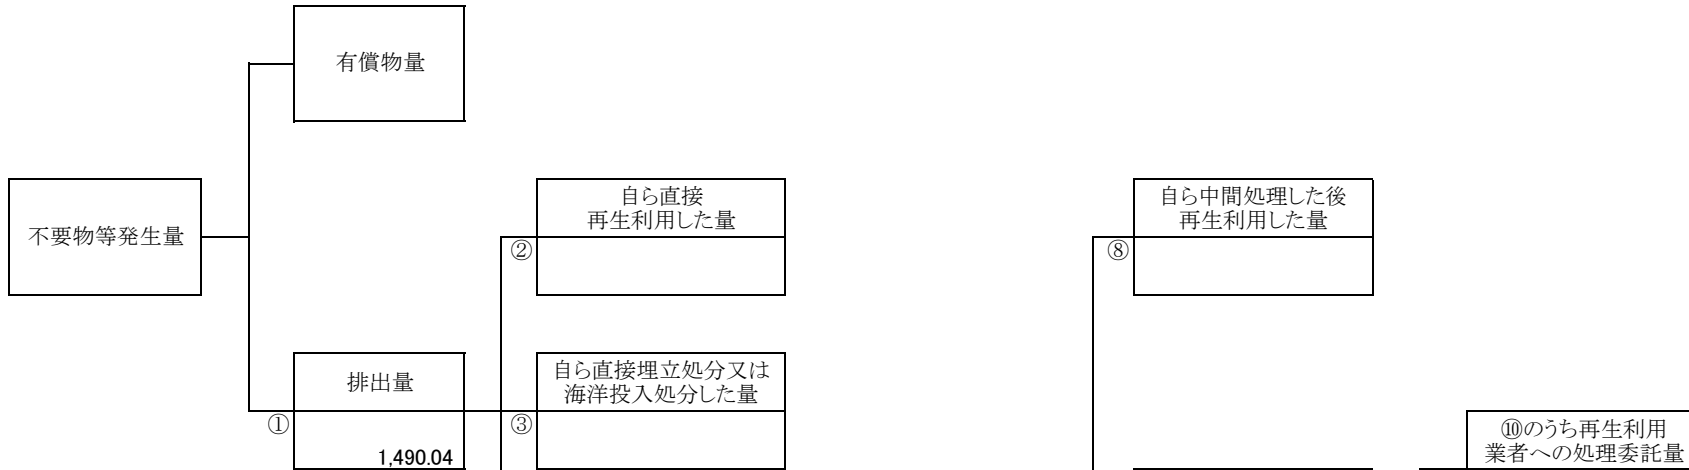 有償物量
不要物等発生量
自ら直接
再生利用した量
②
自ら中間処理した後
再生利用した量
⑧
排出量
①
1,490.04
自ら直接埋立処分又は
海洋投入処分した量
③
⑩のうち再生利用
業者への処理委託量